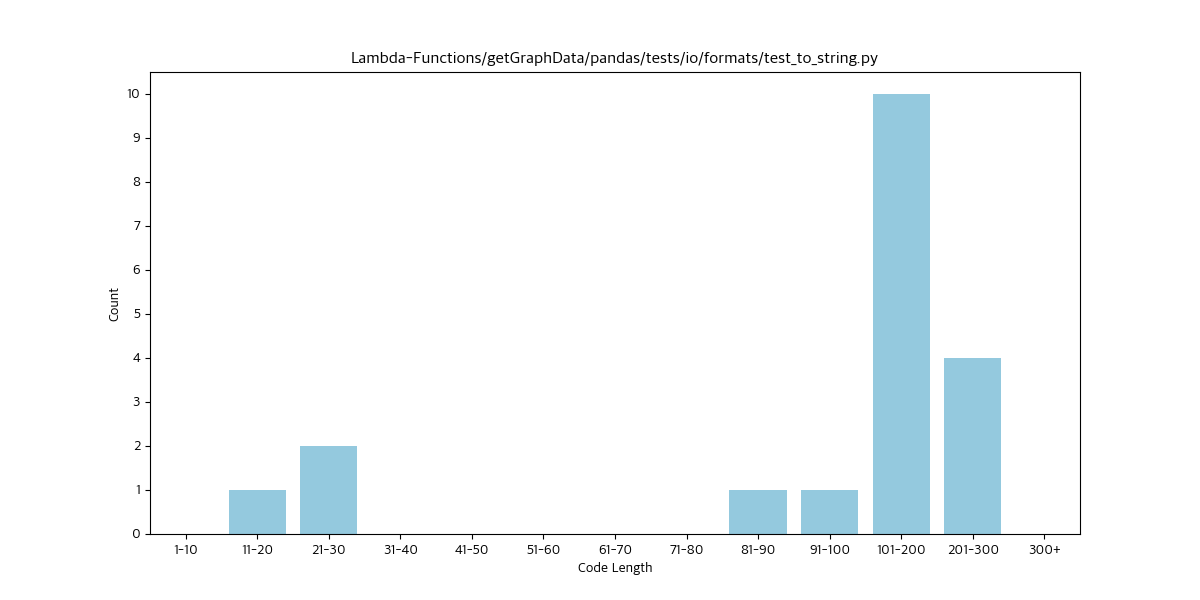 Lambda-Functions/getGraphData/pandas/tests/io/formats/test_to_string.py
10
9
8
7
6
5
4
3
2
1
0
Count
1-10 11-20 21-30 31-40 41-50 51-60 61-70 71-80 81-90 91-100 101-200 201-300 300+
Code Length